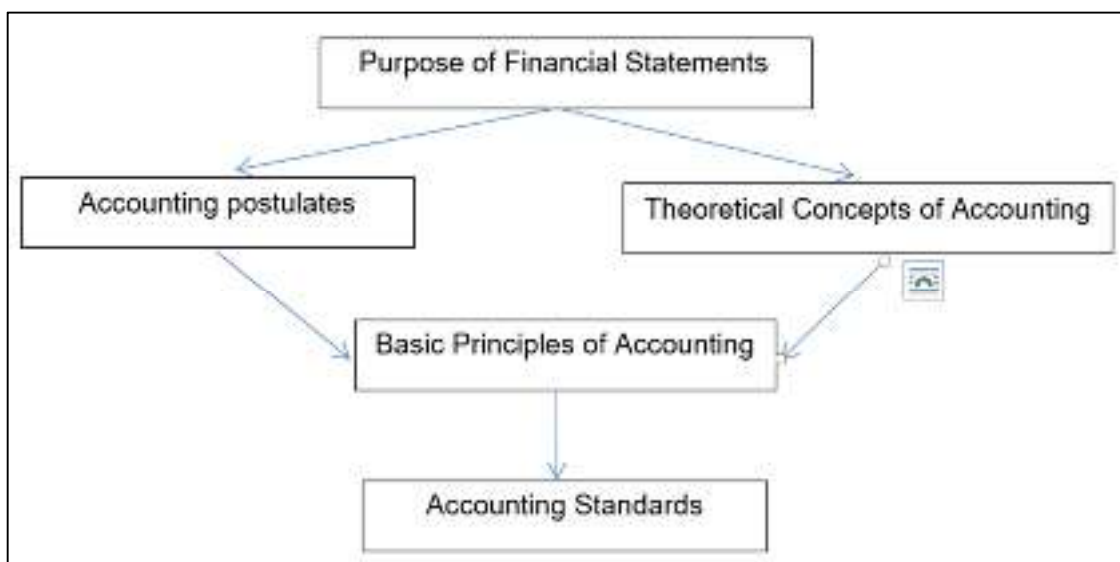 Purpose of Financial Statements
Accounting postulates
Theoretical Concepts of Accounting
Basic Principles of Accounting
Accounting Standards